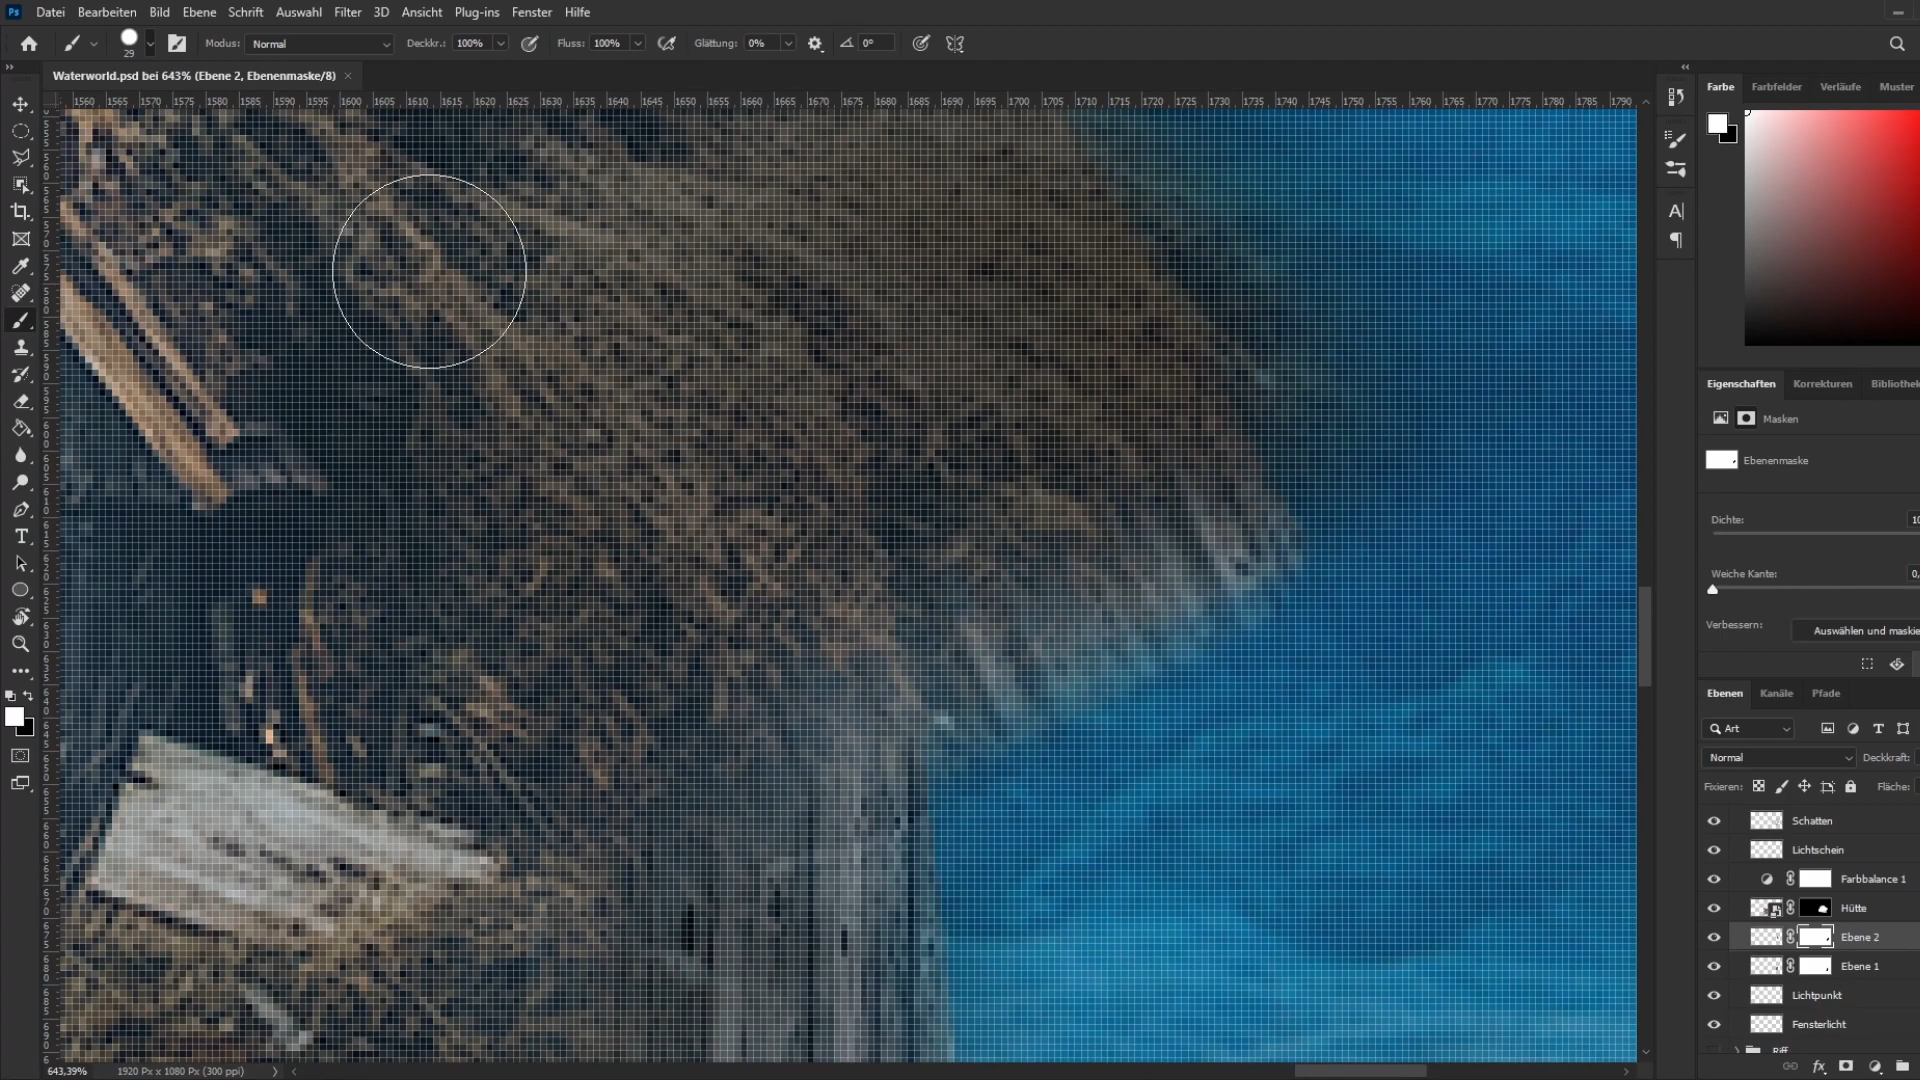 Ps Datei Bearbeiten Bild Ebene Schrift Auswahl Filter 3D Ansicht Plug-ins Fenster Hilfe
29 Modus: Normal Deckkr.: 100% Fluss: 100% Glättung: 0% 0°
Waterworld.psd bei 643% (Ebene 2, Ebenenmaske/8)
1560 1565 1570 1575 1580 1585 1590 1595 1600 1605 1610 1615 1620 1625 1630 1635 1640 1645 1650 1655 1660 1665 1670 1675 1680 1685 1690 1695 1700 1705 1710 1715 1720 1725 1730 1735 1740 1745 1750 1755 1760 1765 1770 1775 1780 1785 1790
Farbe Farbfelder Verläufe Muster
Eigenschaften Korrekturen Bibliothek
Masken
Ebenenmaske
Dichte: 10
Weiche Kante: 0,
Verbessern: Auswählen und maskie
Ebenen Kanäle Pfade
Art
Normal Deckkraft:
Fixieren: Fläche:
Schatten
Lichtschein
Farbbalance 1
Hütte
Ebene 2
Ebene 1
Lichtpunkt
Fensterlicht
Riff
643,39% 1920 Px x 1080 Px (300 ppi)